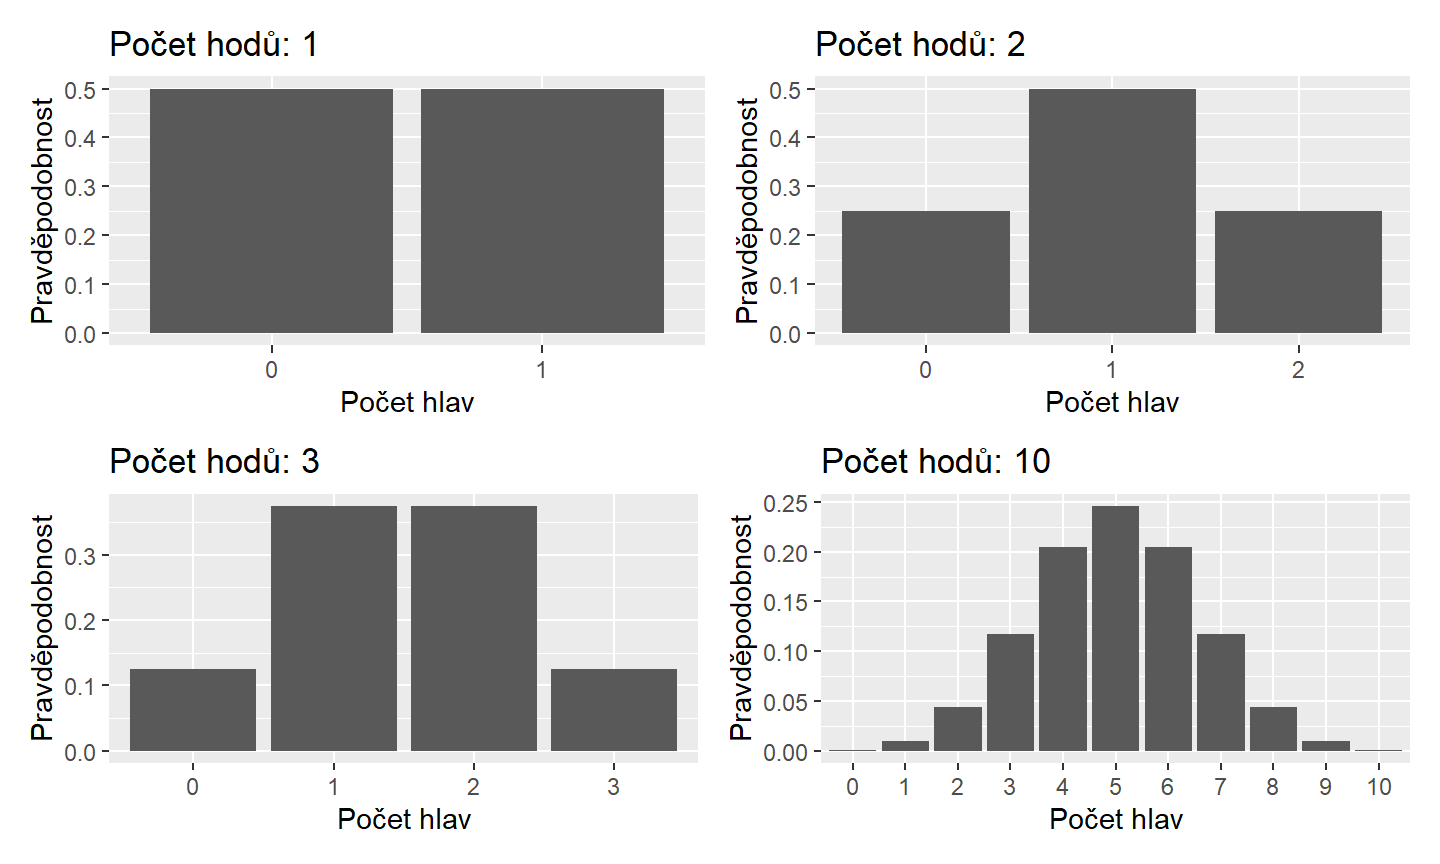 Počet hodů: 1
Pravděpodobnost
0.5
0.4
0.3
0.2
0.1
0.0
0 1
Počet hlav
Počet hodů: 2
Pravděpodobnost
0.5
0.4
0.3
0.2
0.1
0.0
0 1 2
Počet hlav
Počet hodů: 3
Pravděpodobnost
0.3
0.2
0.1
0.0
0 1 2 3
Počet hlav
Počet hodů: 10
Pravděpodobnost
0.25
0.20
0.15
0.10
0.05
0.00
0 1 2 3 4 5 6 7 8 9 10
Počet hlav